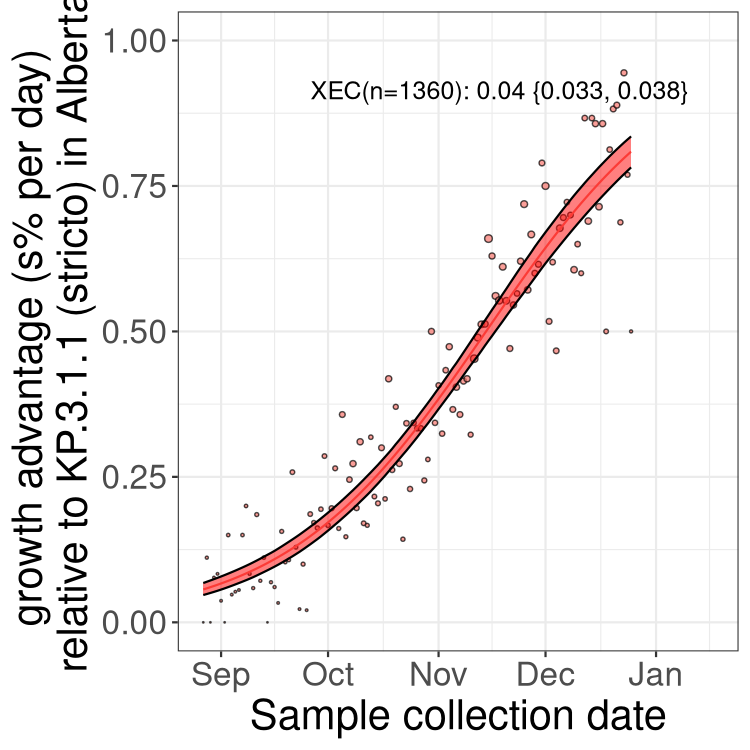 growth advantage (s% per day)
relative to KP.3.1.1 (stricto) in Alberta
1.00
0.75
0.50
0.25
0.00
XEC(n=1360): 0.04 {0.033, 0.038}
Sep Oct Nov Dec Jan
Sample collection date